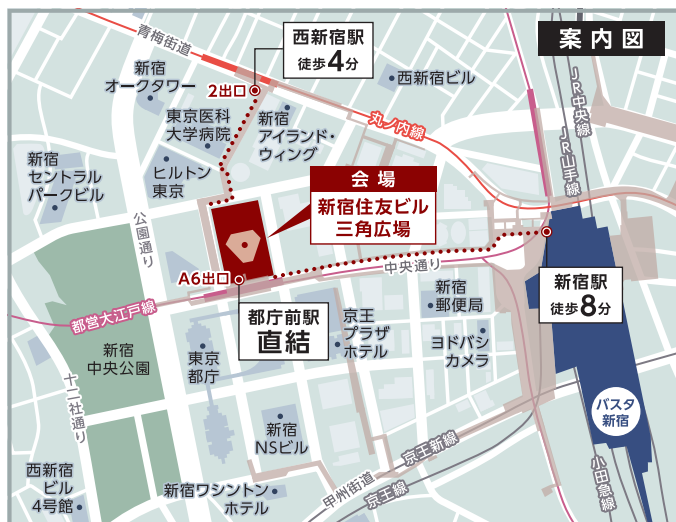 案内図
青梅街道
西新宿駅
徒歩4分
新宿
オークタワー
2出口
西新宿ビル
JR中央線
JR山手線
東京医科
大学病院
新宿
アイランド・
ウィング
丸ノ内線
新宿
セントラル
パークビル
ヒルトン
東京
会場
新宿住友ビル
三角広場
公園通り
A6出口
中央通り
新宿駅
徒歩8分
都営大江戸線
都庁前駅
直結
京王
プラザ
ホテル
新宿
郵便局
ヨドバシ
カメラ
新宿
中央公園
東京
都庁
十二社通り
バスタ
新宿
新宿
NSビル
京王新線
西新宿
ビル
4号館
新宿ワシントン
ホテル
甲州街道
京王線
小田急線